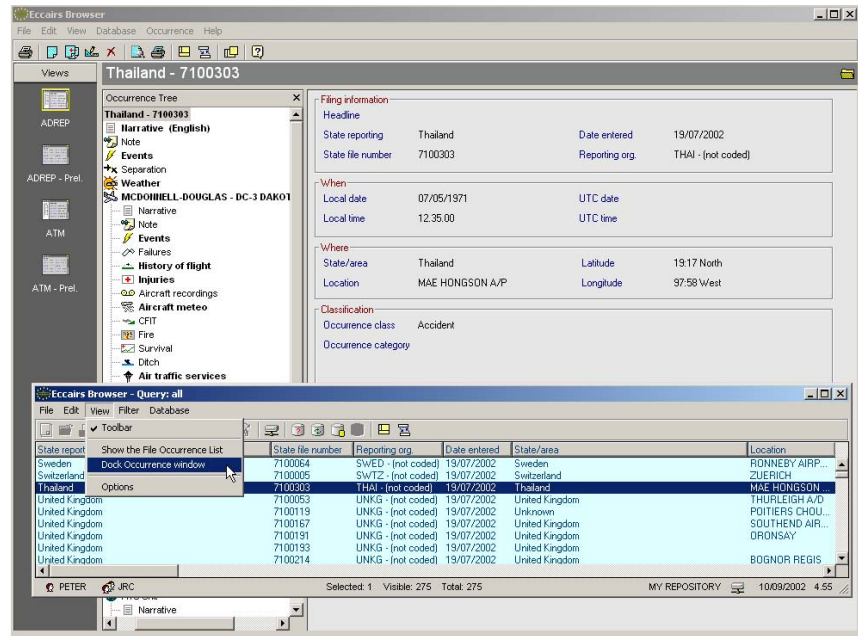 Eccairs Browser
File Edit View Database Occurrence Help
Views
Thailand - 7100303
ADREP
ADREP - Prel.
ATM
ATM - Prel.
Occurrence Tree
Thailand - 7100303
Narrative (English)
Note
Events
Separation
Weather
MCDONNELL-DOUGLAS - DC-3 DAKOT
Narrative
Note
Events
Failures
History of flight
Injuries
Aircraft recordings
Aircraft meteo
CFIT
Fire
Survival
Ditch
Air traffic services
Filing information
Headline
State reporting Thailand Date entered 19/07/2002
State file number 7100303 Reporting org. THAI - (not coded)
When
Local date 07/05/1971 UTC date
Local time 12.35.00 UTC time
Where
State/area Thailand Latitude 19:17 North
Location MAE HONGSON A/P Longitude 97:58 West
Classification
Occurrence class Accident
Occurrence category
Eccairs Browser - Query: all
File Edit View Filter Database
Toolbar
Show the File Occurrence List
Dock Occurrence window
Options
State report State file number Reporting org. Date entered State/area Location
Sweden 7100064 SWED - (not coded) 19/07/2002 Sweden RONNEBY AIRP...
Switzerland 7100005 SWTZ - (not coded) 19/07/2002 Switzerland ZUERICH
Thailand 7100303 THAI - (not coded) 19/07/2002 Thailand MAE HONGSON ...
United Kingdom 7100053 UNKG - (not coded) 19/07/2002 United Kingdom THURLEIGH A/D
United Kingdom 7100119 UNKG - (not coded) 19/07/2002 Unknown POITIERS CHOU...
United Kingdom 7100167 UNKG - (not coded) 19/07/2002 United Kingdom SOUTHEND AIR...
United Kingdom 7100191 UNKG - (not coded) 19/07/2002 United Kingdom ORONSAY
United Kingdom 7100193 UNKG - (not coded) 19/07/2002 United Kingdom
United Kingdom 7100214 UNKG - (not coded) 19/07/2002 United Kingdom BOGNOR REGIS
PETER JRC Selected: 1 Visible: 275 Total: 275 MY REPOSITORY 10/09/2002 4.55
Narrative